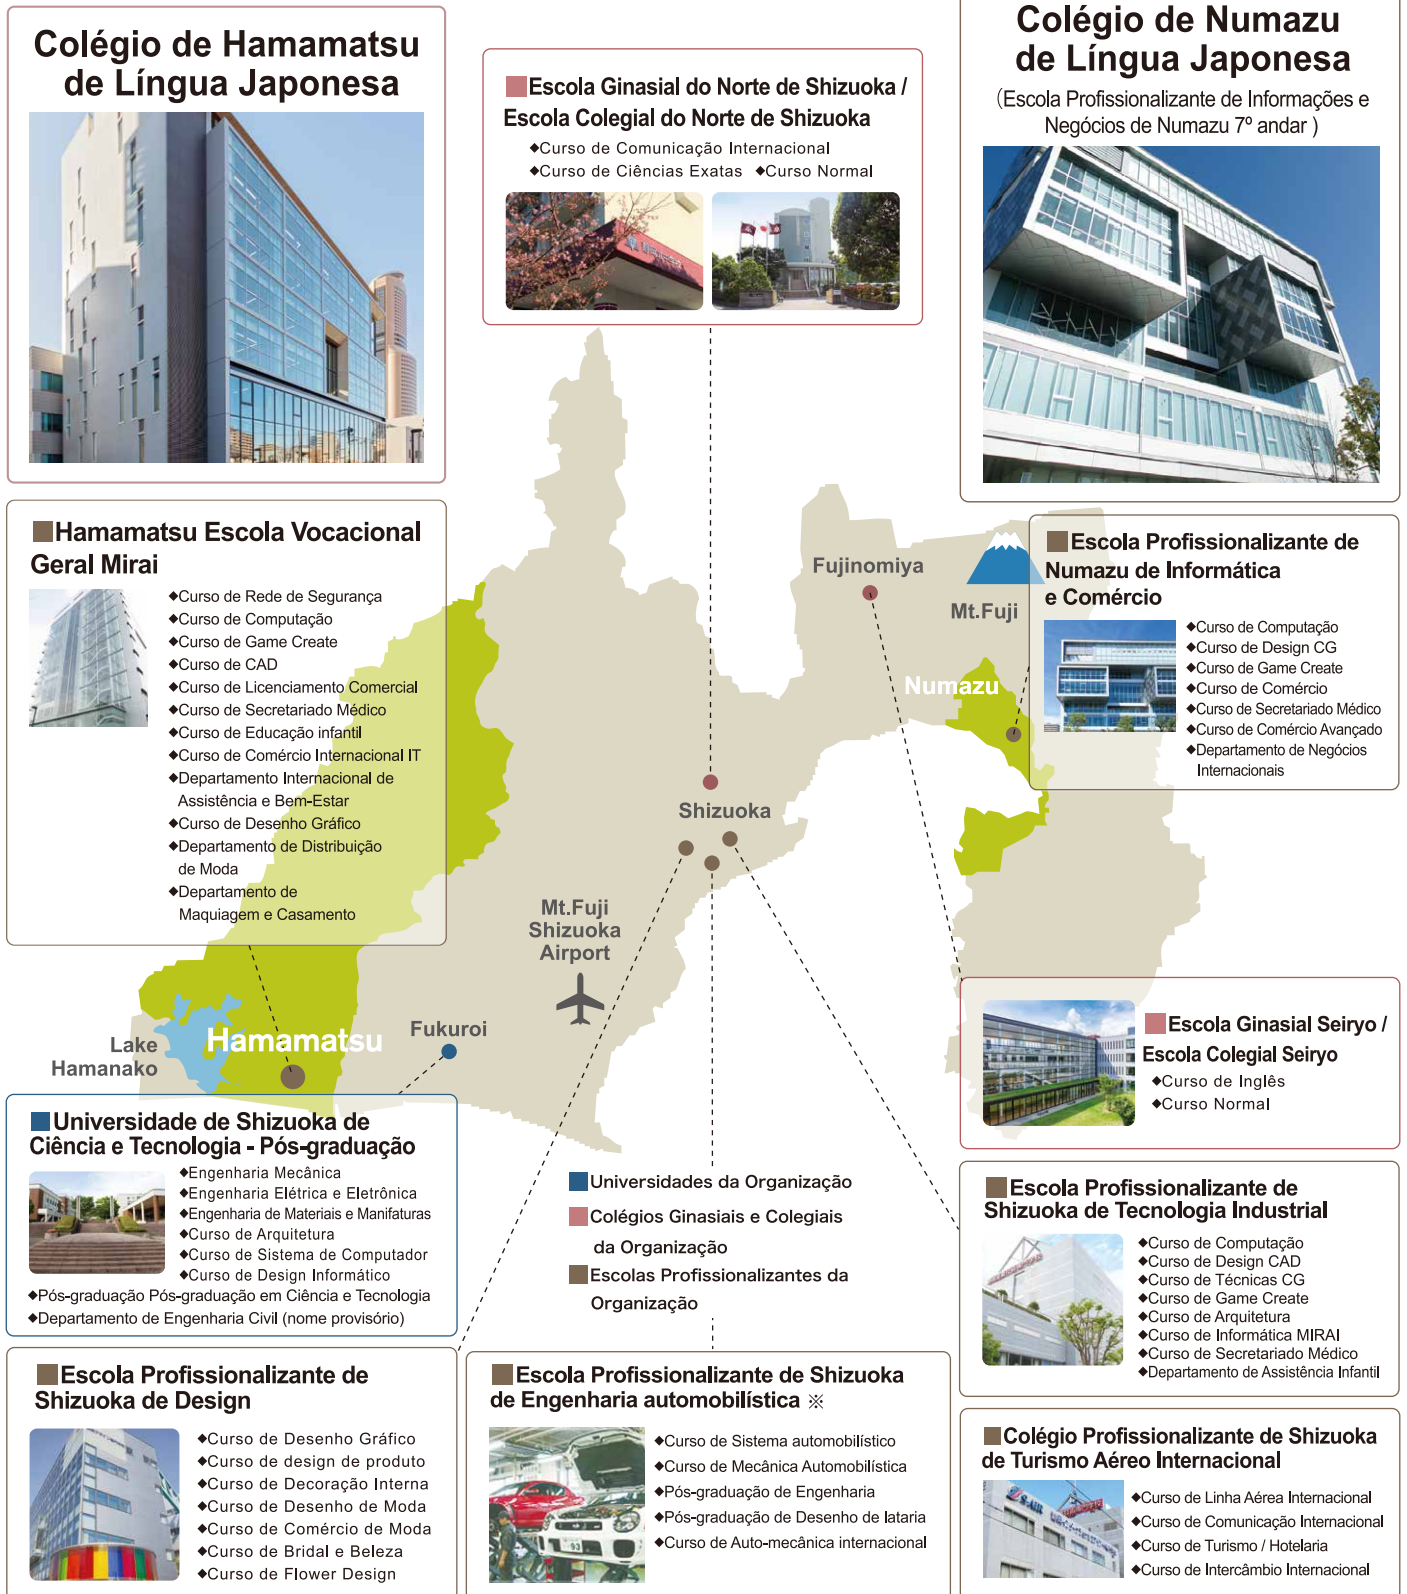 Colégio de Hamamatsu
de Língua Japonesa
■Escola Ginasial do Norte de Shizuoka /
Escola Colegial do Norte de Shizuoka
◆Curso de Comunicação Internacional
◆Curso de Ciências Exatas ◆Curso Normal
Colégio de Numazu
de Língua Japonesa
(Escola Profissionalizante de Informações e
Negócios de Numazu 7º andar )
■Hamamatsu Escola Vocacional
Geral Mirai
◆Curso de Rede de Segurança
◆Curso de Computação
◆Curso de Game Create
◆Curso de CAD
◆Curso de Licenciamento Comercial
◆Curso de Secretariado Médico
◆Curso de Educação infantil
◆Curso de Comércio Internacional IT
◆Departamento Internacional de
Assistência e Bem-Estar
◆Curso de Desenho Gráfico
◆Departamento de Distribuição
de Moda
◆Departamento de
Maquiagem e Casamento
Fujinomiya
Mt.Fuji
Numazu
■Escola Profissionalizante de
Numazu de Informática
e Comércio
◆Curso de Computação
◆Curso de Design CG
◆Curso de Game Create
◆Curso de Comércio
◆Curso de Secretariado Médico
◆Curso de Comércio Avançado
◆Departamento de Negócios
Internacionais
Shizuoka
Mt.Fuji
Shizuoka
Airport
Fukuroi
Hamamatsu
Lake
Hamanako
■Escola Ginasial Seiryo /
Escola Colegial Seiryo
◆Curso de Inglês
◆Curso Normal
■Universidade de Shizuoka de
Ciência e Tecnologia - Pós-graduação
◆Engenharia Mecânica
◆Engenharia Elétrica e Eletrônica
◆Engenharia de Materiais e Manifaturas
◆Curso de Arquitetura
◆Curso de Sistema de Computador
◆Curso de Design Informático
◆Pós-graduação Pós-graduação em Ciência e Tecnologia
◆Departamento de Engenharia Civil (nome provisório)
■Universidades da Organização
■Colégios Ginasiais e Colegiais
da Organização
■Escolas Profissionalizantes da
Organização
■Escola Profissionalizante de
Shizuoka de Tecnologia Industrial
◆Curso de Computação
◆Curso de Design CAD
◆Curso de Técnicas CG
◆Curso de Game Create
◆Curso de Arquitetura
◆Curso de Informática MIRAI
◆Curso de Secretariado Médico
◆Departamento de Assistência Infantil
■Escola Profissionalizante de
Shizuoka de Design
◆Curso de Desenho Gráfico
◆Curso de design de produto
◆Curso de Decoração Interna
◆Curso de Desenho de Moda
◆Curso de Comércio de Moda
◆Curso de Bridal e Beleza
◆Curso de Flower Design
■Escola Profissionalizante de Shizuoka
de Engenharia automobilística ※
◆Curso de Sistema automobilístico
◆Curso de Mecânica Automobilística
◆Pós-graduação de Engenharia
◆Pós-graduação de Desenho de lataria
◆Curso de Auto-mecânica internacional
93
■Colégio Profissionalizante de Shizuoka
de Turismo Aéreo Internacional
S-AIR
◆Curso de Linha Aérea Internacional
◆Curso de Comunicação Internacional
◆Curso de Turismo / Hotelaria
◆Curso de Intercâmbio Internacional